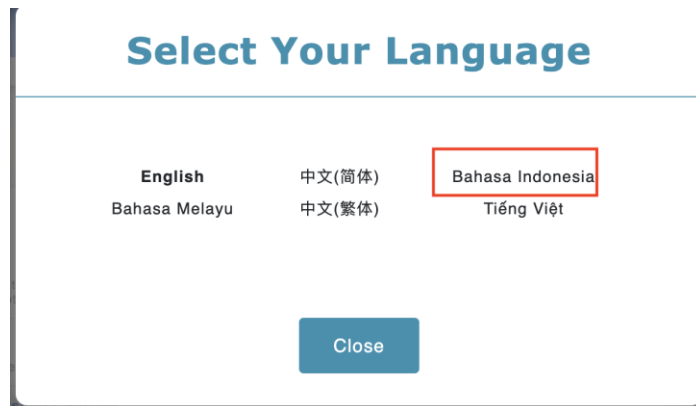 Select Your Language
English 中文(简体) Bahasa Indonesia
Bahasa Melayu 中文(繁体) Tiếng Việt
Close